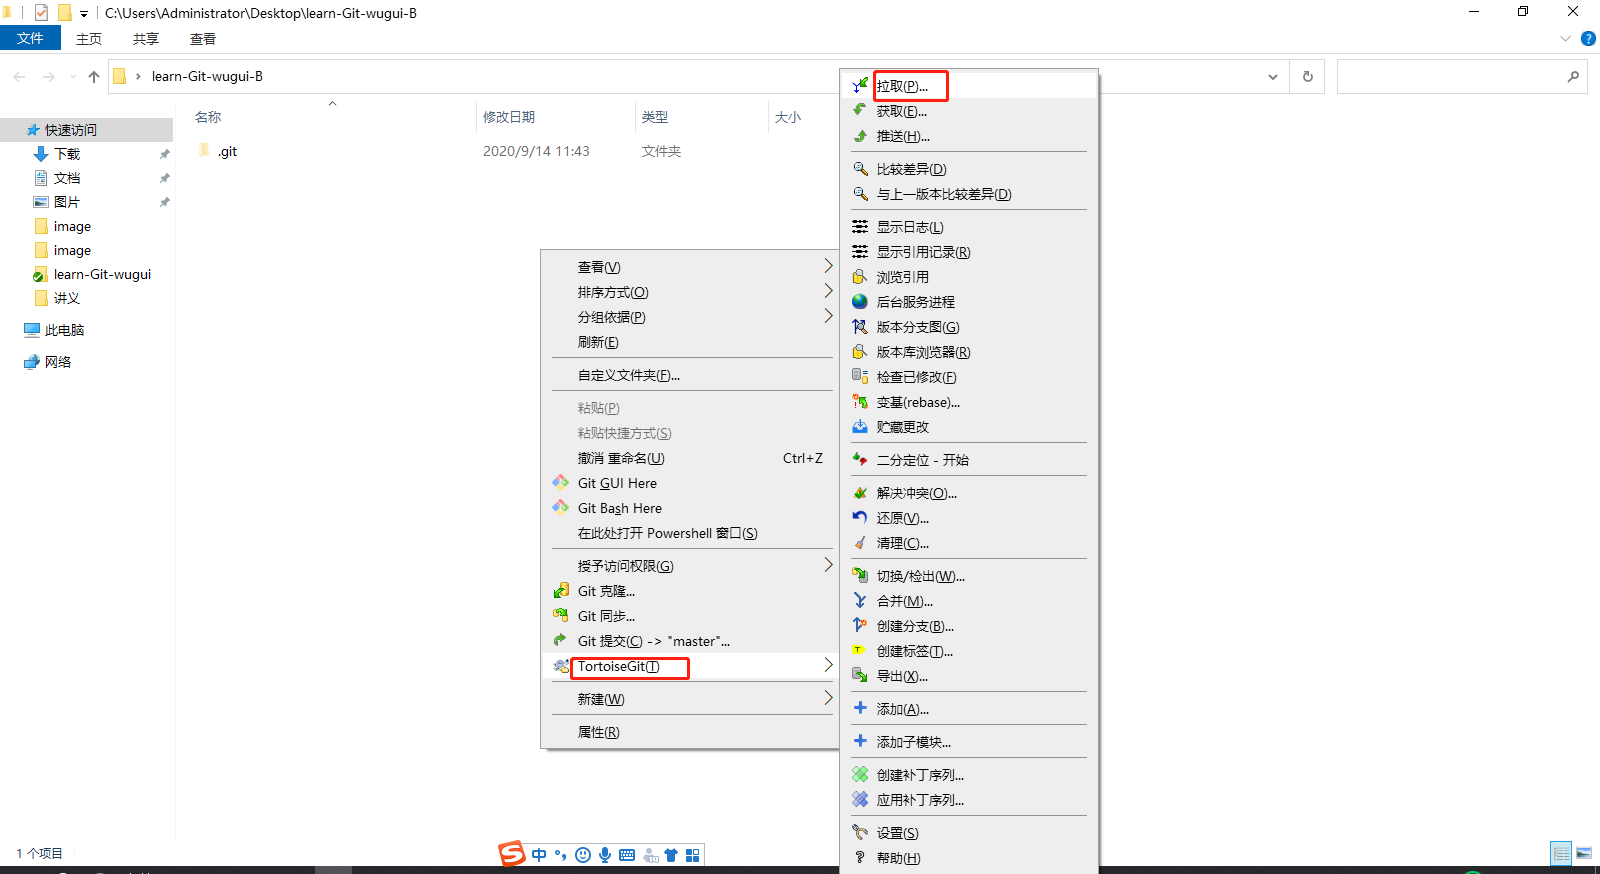 C:\Users\Administrator\Desktop\learn-Git-wugui-B
文件 主页 共享 查看
learn-Git-wugui-B
名称 修改日期 类型 大小
.git 2020/9/14 11:43 文件夹
快速访问
下载
文档
图片
image
image
learn-Git-wugui
讲义
此电脑
网络
查看(V)
排序方式(O)
分组依据(P)
刷新(E)
自定义文件夹(F)...
粘贴(P)
粘贴快捷方式(S)
撤消 重命名(U) Ctrl+Z
Git GUI Here
Git Bash Here
在此处打开 Powershell 窗口(S)
授予访问权限(G)
Git 克隆...
Git 同步...
Git 提交(C) -> "master"...
TortoiseGit(T)
新建(W)
属性(R)
拉取(P)...
获取(E)...
推送(H)...
比较差异(D)
与上一版本比较差异(D)
显示日志(L)
显示引用记录(R)
浏览引用
后台服务进程
版本分支图(G)
版本库浏览器(R)
检查已修改(F)
变基(rebase)...
贮藏更改
二分定位 - 开始
解决冲突(O)...
还原(V)...
清理(C)...
切换/检出(W)...
合并(M)...
创建分支(B)...
创建标签(T)...
导出(X)...
添加(A)...
添加子模块...
创建补丁序列...
应用补丁序列...
设置(S)
帮助(H)
1 个项目
中